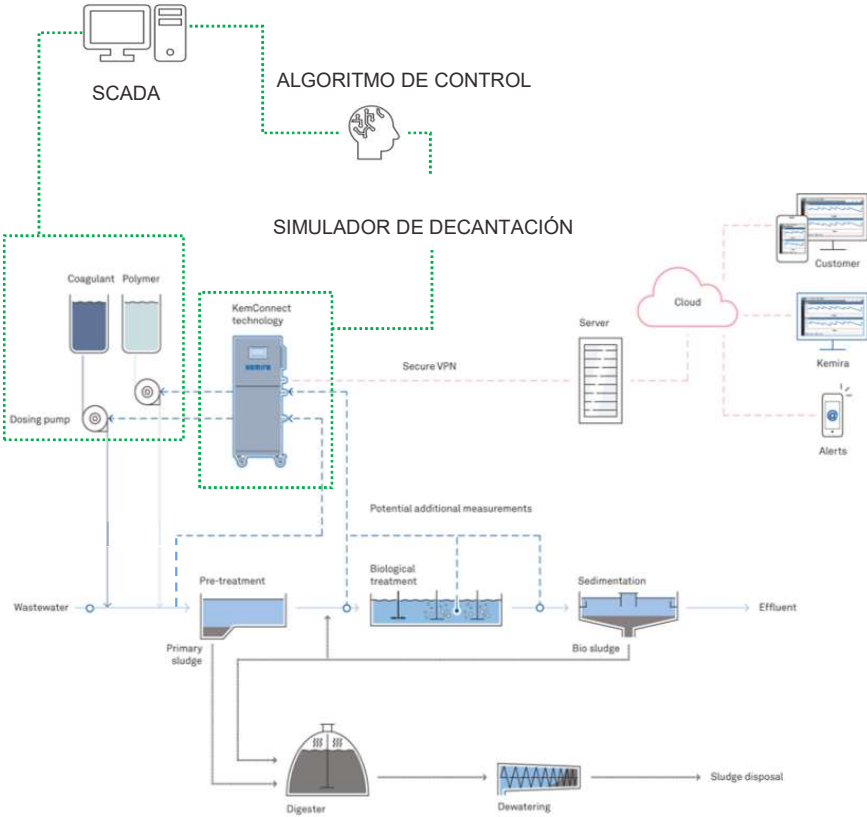 SCADA
ALGORITMO DE CONTROL
SIMULADOR DE DECANTACIÓN
Customer
Coagulant Polymer
KemConnect
technology
kemira
Cloud
Server
Secure VPN
Kemira
Dosing pump
@
Alerts
Potential additional measurements
Pre-treatment
Biological
treatment
Sedimentation
Wastewater
Effluent
Primary
sludge
Bio sludge
Sludge disposal
Digester
Dewatering